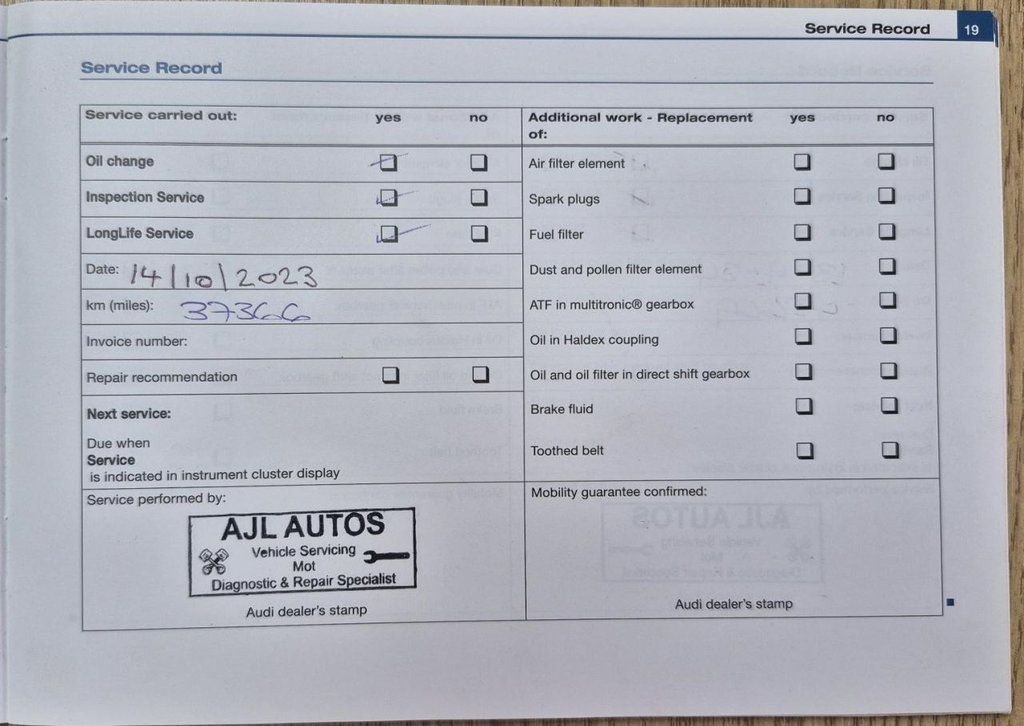 Service Record 19
Service Record
Service carried out: yes no
Oil change
Inspection Service
LongLife Service
Date: 14/10/2023
km (miles): 37366
Invoice number:
Repair recommendation
Next service:
Due when
Service
is indicated in instrument cluster display
Service performed by:
AJL AUTOS
Vehicle Servicing
Mot
Diagnostic & Repair Specialist
Audi dealer's stamp
Additional work - Replacement yes no
of:
Air filter element
Spark plugs
Fuel filter
Dust and pollen filter element
ATF in multitronic® gearbox
Oil in Haldex coupling
Oil and oil filter in direct shift gearbox
Brake fluid
Toothed belt
Mobility guarantee confirmed:
Audi dealer's stamp